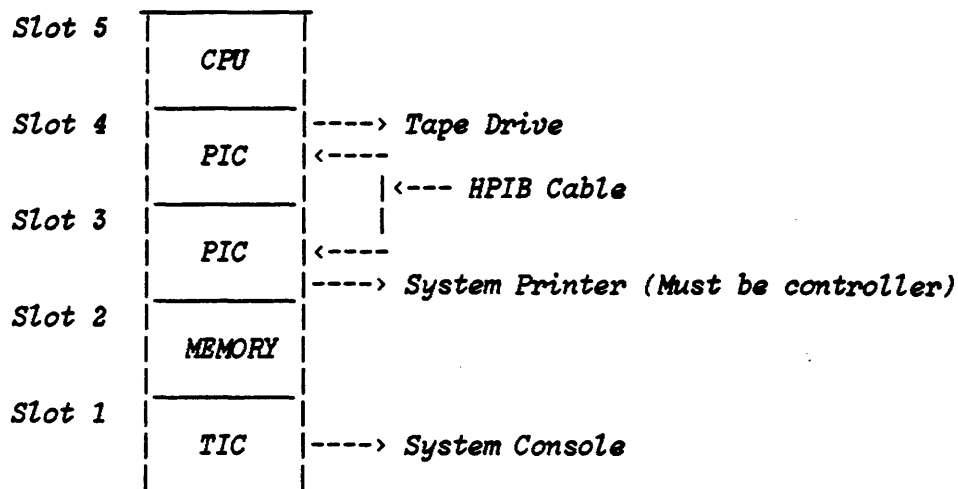 Slot 5
CPU
Slot 4 ----> Tape Drive
PIC <----
|<--- HPIB Cable
Slot 3 |
PIC <----
----> System Printer (Must be controller)
Slot 2
MEMORY
Slot 1
TIC ----> System Console